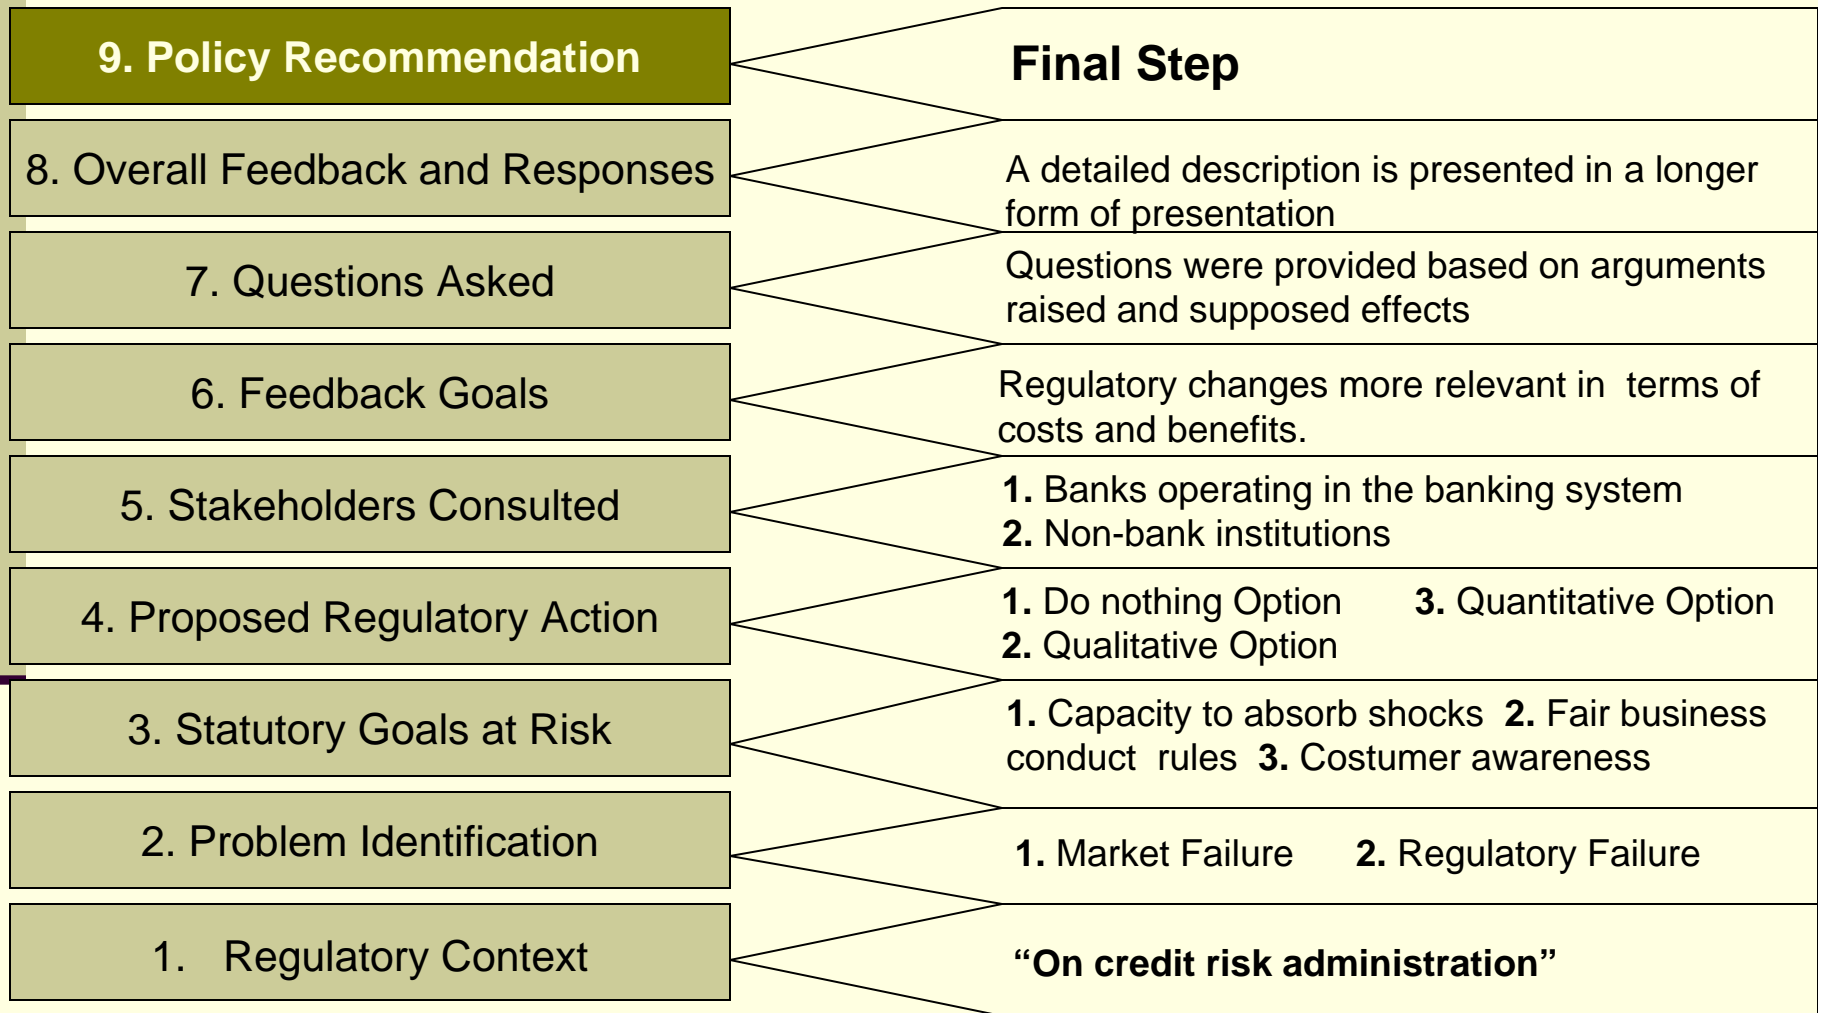 9. Policy Recommendation
Final Step
8. Overall Feedback and Responses
A detailed description is presented in a longer
form of presentation
7. Questions Asked
Questions were provided based on arguments
raised and supposed effects
6. Feedback Goals
Regulatory changes more relevant in terms of
costs and benefits.
5. Stakeholders Consulted
1. Banks operating in the banking system
2. Non-bank institutions
4. Proposed Regulatory Action
1. Do nothing Option 3. Quantitative Option
2. Qualitative Option
3. Statutory Goals at Risk
1. Capacity to absorb shocks 2. Fair business
conduct rules 3. Costumer awareness
2. Problem Identification
1. Market Failure 2. Regulatory Failure
1. Regulatory Context
“On credit risk administration”